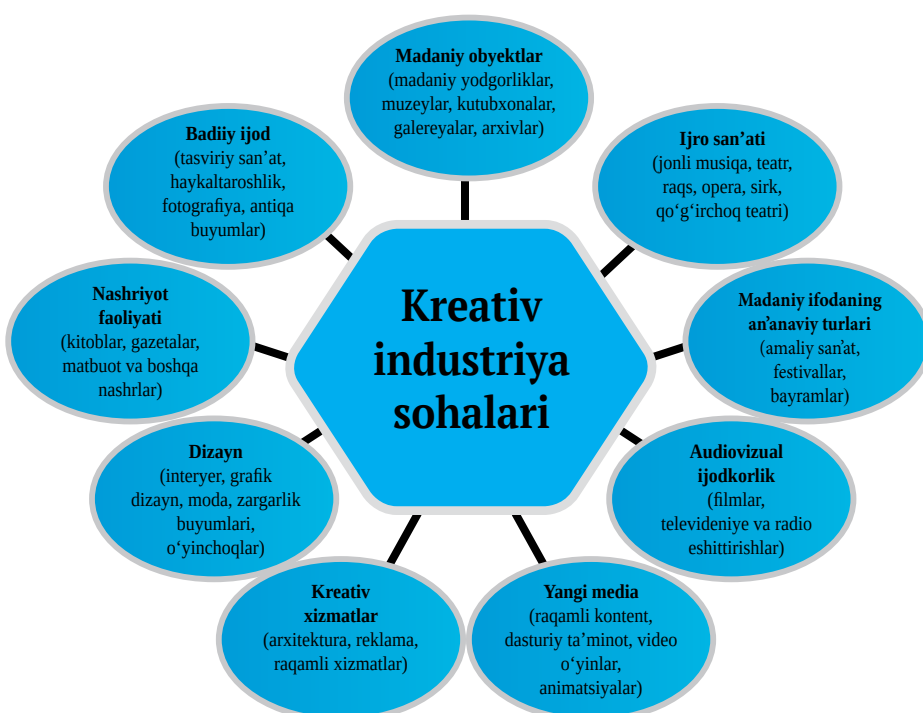 Madaniy obyektlar
(madaniy yodgorliklar,
muzeylar, kutubxonalar,
galereyalar, arxivlar)
Badiiy ijod
(tasviriy san’at,
haykaltaroshlik,
fotografiya, antiqa
buyumlar)
Ijro san’ati
(jonli musiqa, teatr,
raqs, opera, sirk,
qo‘g‘irchoq teatri)
Nashriyot
faoliyati
(kitoblar, gazetalar,
matbuot va boshqa
nashrlar)
Kreativ
industriya
sohalari
Madaniy ifodaning
an’anaviy turlari
(amaliy san’at,
festivallar,
bayramlar)
Dizayn
(interyer, grafik
dizayn, moda, zargarlik
buyumlari,
o‘yinchoqlar)
Audiovizual
ijodkorlik
(filmlar,
televideniye va radio
eshittirishlar)
Kreativ
xizmatlar
(arxitektura, reklama,
raqamli xizmatlar)
Yangi media
(raqamli kontent,
dasturiy ta’minot, video
o‘yinlar,
animatsiyalar)